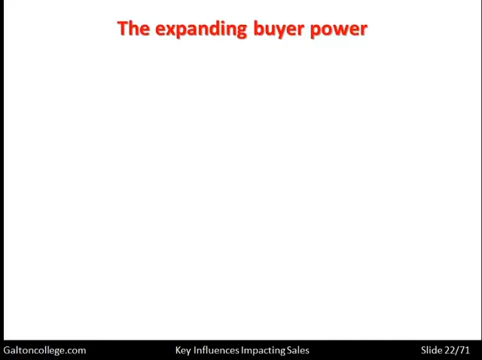 The expanding buyer power
Galtoncollege.com Key Influences Impacting Sales Slide 22/71